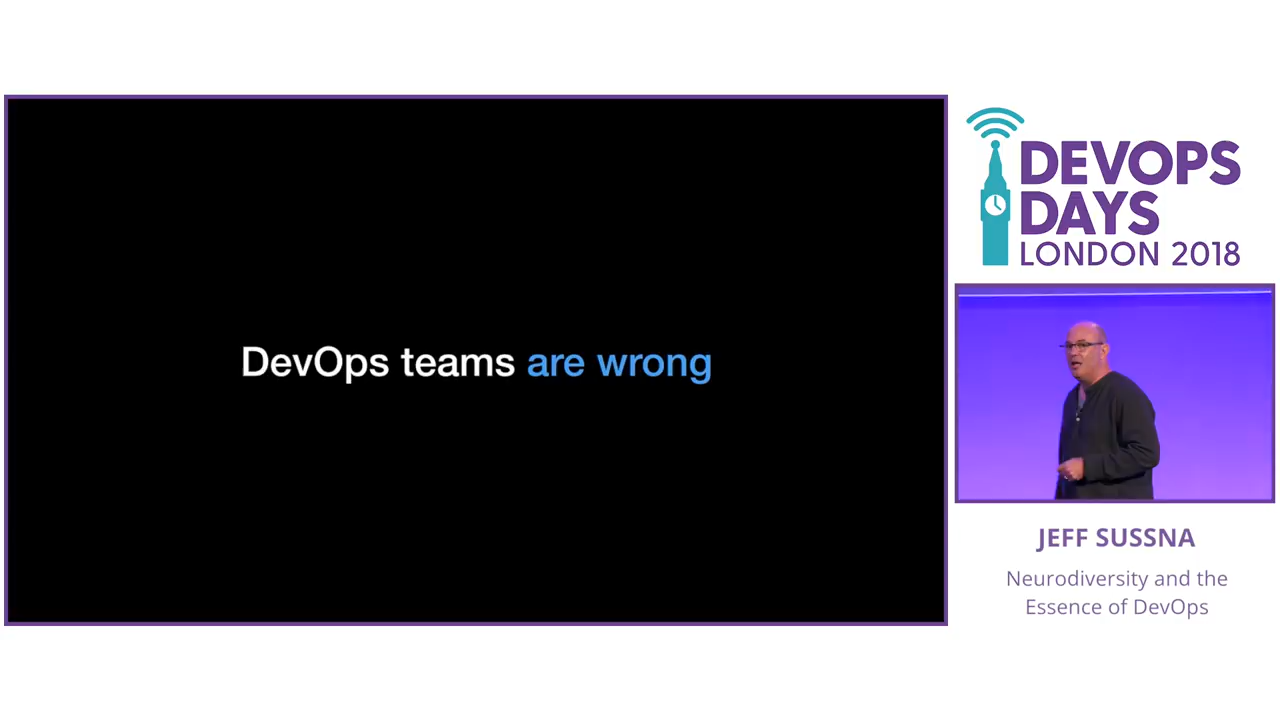 DevOps teams are wrong
DEVOPS
DAYS
LONDON 2018
JEFF SUSSNA
Neurodiversity and the
Essence of DevOps